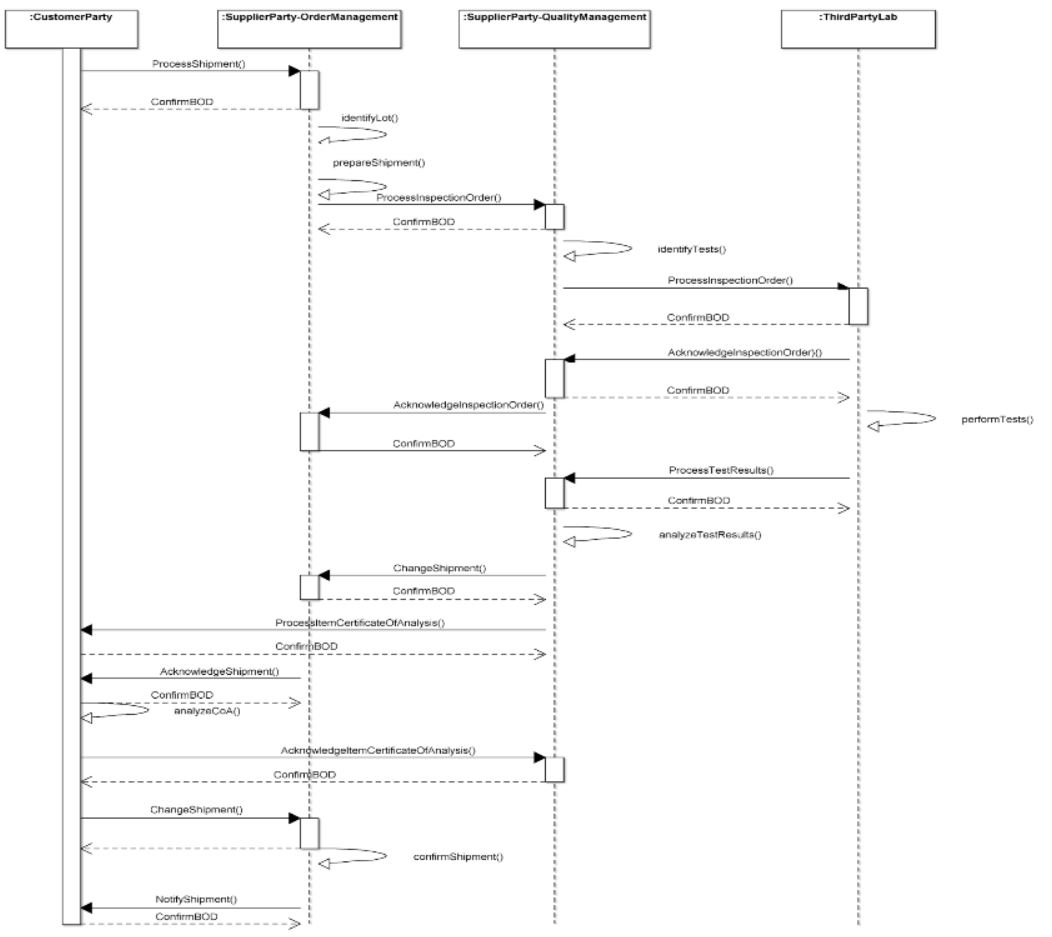 :CustomerParty
:SupplierParty-OrderManagement
:SupplierParty-QualityManagement
:ThirdPartyLab
ProcessShipment()
ConfirmBOD
identifyLot()
prepareShipment()
ProcessInspectionOrder()
ConfirmBOD
identifyTests()
ProcessInspectionOrder()
ConfirmBOD
AcknowledgeInspectionOrder)()
ConfirmBOD
AcknowledgeInspectionOrder()
performTests()
ConfirmBOD
ProcessTestResults()
ConfirmBOD
analyzeTestResults()
ChangeShipment()
ConfirmBOD
ProcessItemCertificateOfAnalysis()
ConfirmBOD
AcknowledgeShipment()
ConfirmBOD
analyzeCoA()
AcknowledgeItemCertificateOfAnalysis()
ConfirmBOD
ChangeShipment()
confirmShipment()
NotifyShipment()
ConfirmBOD